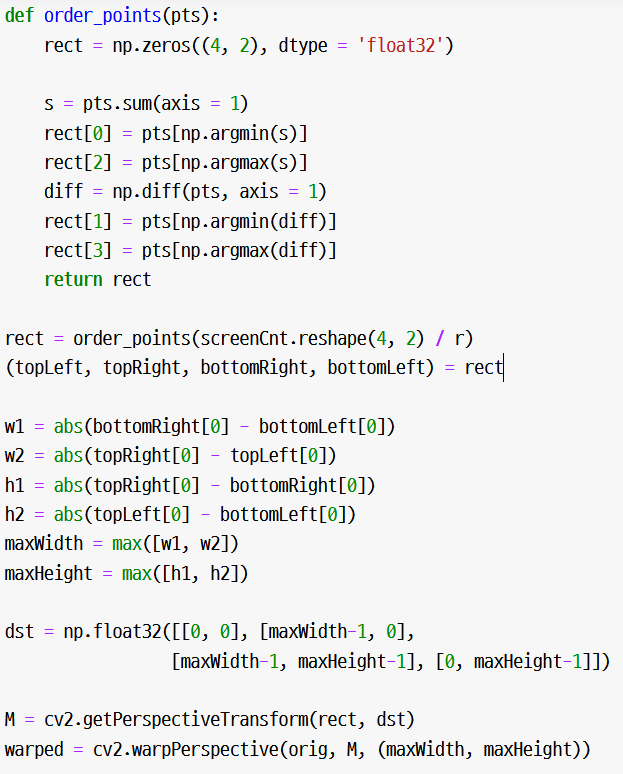 def order_points(pts):
    rect = np.zeros((4, 2), dtype = 'float32')
    s = pts.sum(axis = 1)
    rect[0] = pts[np.argmin(s)]
    rect[2] = pts[np.argmax(s)]
    diff = np.diff(pts, axis = 1)
    rect[1] = pts[np.argmin(diff)]
    rect[3] = pts[np.argmax(diff)]
    return rect
rect = order_points(screenCnt.reshape(4, 2) / r)
(topLeft, topRight, bottomRight, bottomLeft) = rect
w1 = abs(bottomRight[0] - bottomLeft[0])
w2 = abs(topRight[0] - topLeft[0])
h1 = abs(topRight[0] - bottomRight[0])
h2 = abs(topLeft[0] - bottomLeft[0])
maxWidth = max([w1, w2])
maxHeight = max([h1, h2])
dst = np.float32([[0, 0], [maxWidth-1, 0],
                 [maxWidth-1, maxHeight-1], [0, maxHeight-1]])
M = cv2.getPerspectiveTransform(rect, dst)
warped = cv2.warpPerspective(orig, M, (maxWidth, maxHeight))